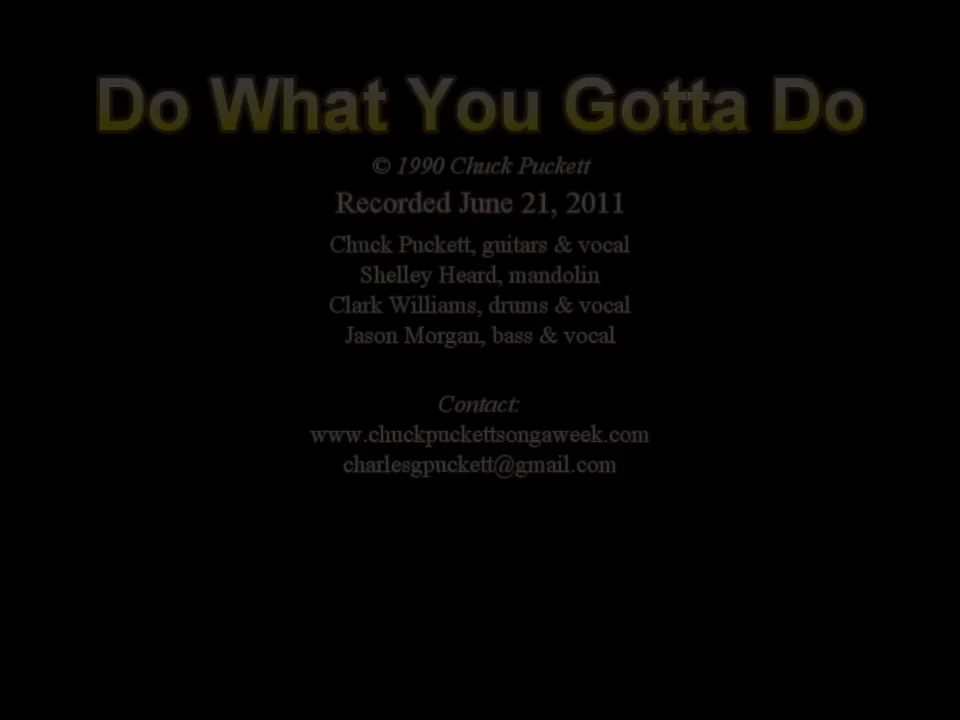 Do What You Gotta Do
© 1990 Chuck Puckett
Recorded June 21, 2011
Chuck Puckett, guitars & vocal
Shelley Heard, mandolin
Clark Williams, drums & vocal
Jason Morgan, bass & vocal
Contact:
www.chuckpuckettsongaweek.com
charlesgpuckett@gmail.com